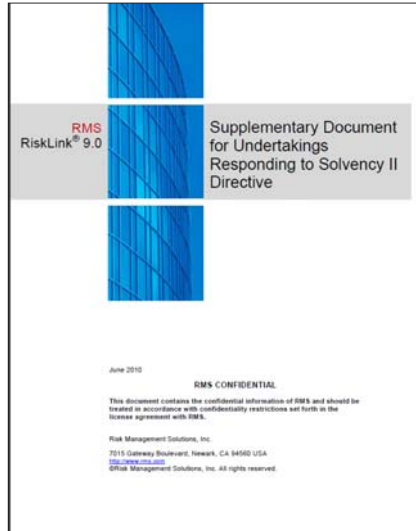 RMS
RiskLink® 9.0
Supplementary Document
for Undertakings
Responding to Solvency II
Directive
June 2010
RMS CONFIDENTIAL
This document contains the confidential information of RMS and should be
treated in accordance with confidentiality restrictions set forth in the
license agreement with RMS.
Risk Management Solutions, Inc.
7015 Gateway Boulevard, Newark, CA 94560 USA
http://www.rms.com
©Risk Management Solutions, Inc. All rights reserved.